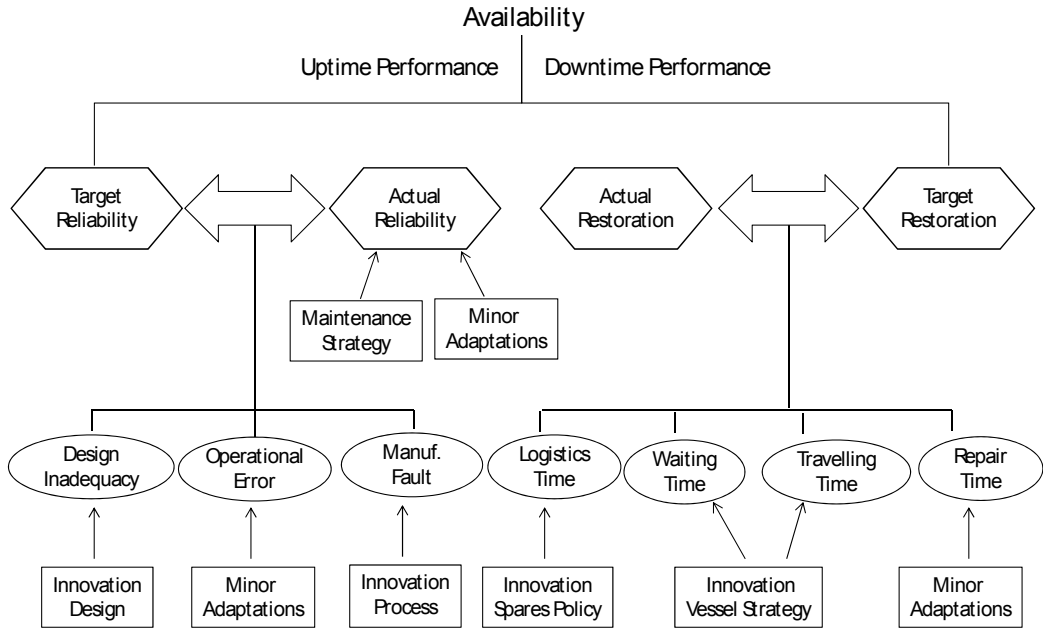 Availability
Uptime Performance
Downtime Performance
Target
Reliability
Actual
Reliability
Actual
Restoration
Target
Restoration
Maintenance
Strategy
Minor
Adaptations
Design
Inadequacy
Operational
Error
Manuf.
Fault
Logistics
Time
Waiting
Time
Travelling
Time
Repair
Time
Innovation
Design
Minor
Adaptations
Innovation
Process
Innovation
Spares Policy
Innovation
Vessel Strategy
Minor
Adaptations